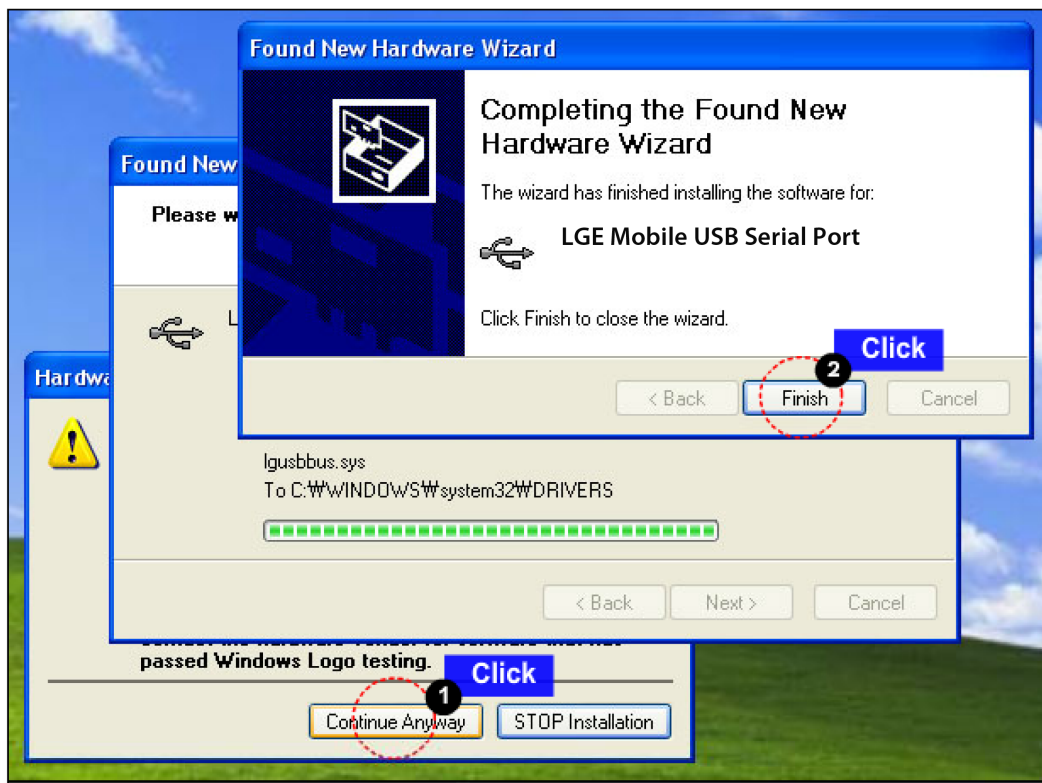 Found New Hardware Wizard
Completing the Found New
Hardware Wizard
The wizard has finished installing the software for:
LGE Mobile USB Serial Port
Click Finish to close the wizard.
Click
2
< Back
Finish
Cancel
Found New
Please w
L
lgusbbus.sys
To C:₩WINDOWS₩system32₩DRIVERS
< Back
Next >
Cancel
Hardwa
passed Windows Logo testing.
Click
1
Continue Anyway
STOP Installation